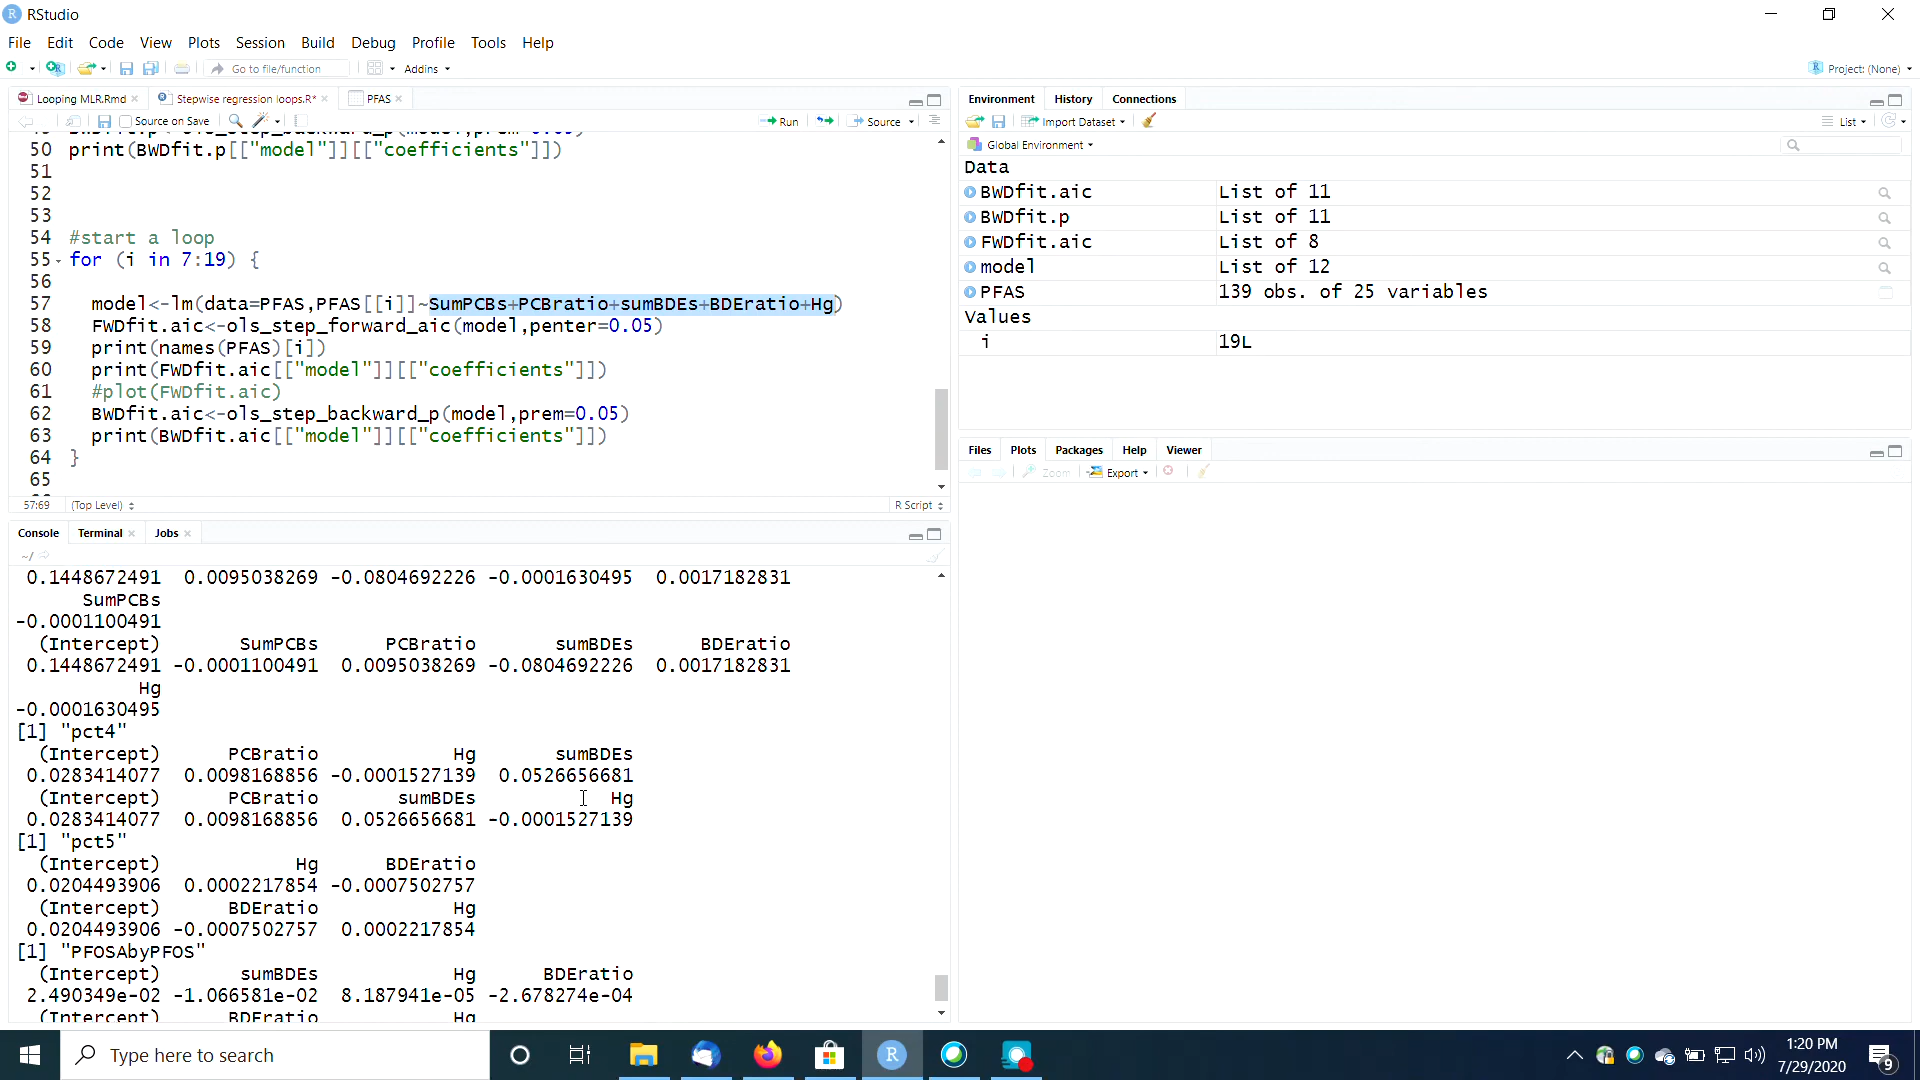 RStudio
File Edit Code View Plots Session Build Debug Profile Tools Help
Go to file/function Addins Project: (None)
Looping MLR.Rmd Stepwise regression loops.R* PFAS
Source on Save Run Source
50 print(BWDfit.p[["model"]][["coefficients"]])
51
52
53
54 #start a loop
55 for (i in 7:19) {
56
57 model<-lm(data=PFAS,PFAS[[i]]~SumPCBs+PCBratio+sumBDEs+BDEratio+Hg)
58 FWDfit.aic<-ols_step_forward_aic(model,penter=0.05)
59 print(names(PFAS)[i])
60 print(FWDfit.aic[["model"]][["coefficients"]])
61 #plot(FWDfit.aic)
62 BWDfit.aic<-ols_step_backward_p(model,prem=0.05)
63 print(BWDfit.aic[["model"]][["coefficients"]])
64 }
65
57:69 (Top Level) R Script
Console Terminal Jobs
~/
0.1448672491 0.0095038269 -0.0804692226 -0.0001630495 0.0017182831
SumPCBs
-0.0001100491
(Intercept) SumPCBs PCBratio sumBDEs BDEratio
0.1448672491 -0.0001100491 0.0095038269 -0.0804692226 0.0017182831
Hg
-0.0001630495
[1] "pct4"
(Intercept) PCBratio Hg sumBDEs
0.0283414077 0.0098168856 -0.0001527139 0.0526656681
(Intercept) PCBratio sumBDEs Hg
0.0283414077 0.0098168856 0.0526656681 -0.0001527139
[1] "pct5"
(Intercept) Hg BDEratio
0.0204493906 0.0002217854 -0.0007502757
(Intercept) BDEratio Hg
0.0204493906 -0.0007502757 0.0002217854
[1] "PFOSAbyPFOS"
(Intercept) sumBDEs Hg BDEratio
2.490349e-02 -1.066581e-02 8.187941e-05 -2.678274e-04
(Intercept) BDEratio Hg
Environment History Connections
Import Dataset List
Global Environment
Data
BWDfit.aic List of 11
BWDfit.p List of 11
FWDfit.aic List of 8
model List of 12
PFAS 139 obs. of 25 variables
Values
i 19L
Files Plots Packages Help Viewer
Zoom Export
Type here to search
1:20 PM
7/29/2020
9